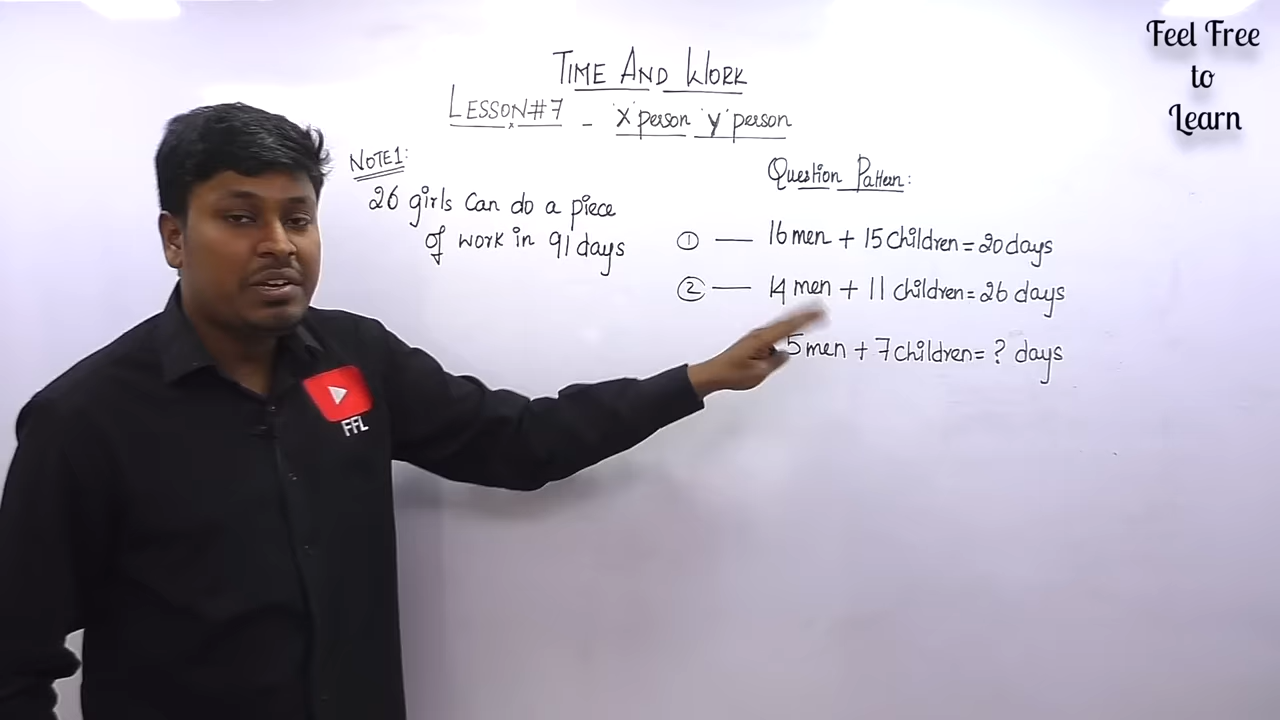 Feel Free
to
Learn
TIME AND WORK
LESSON#7 - 'X' person 'y' person
NOTE1:
26 girls can do a piece
of work in 91 days
Question Pattern:
① — 16 men + 15 children = 20 days
② — 14 men + 11 children = 26 days
5 men + 7 children = ? days
FFL